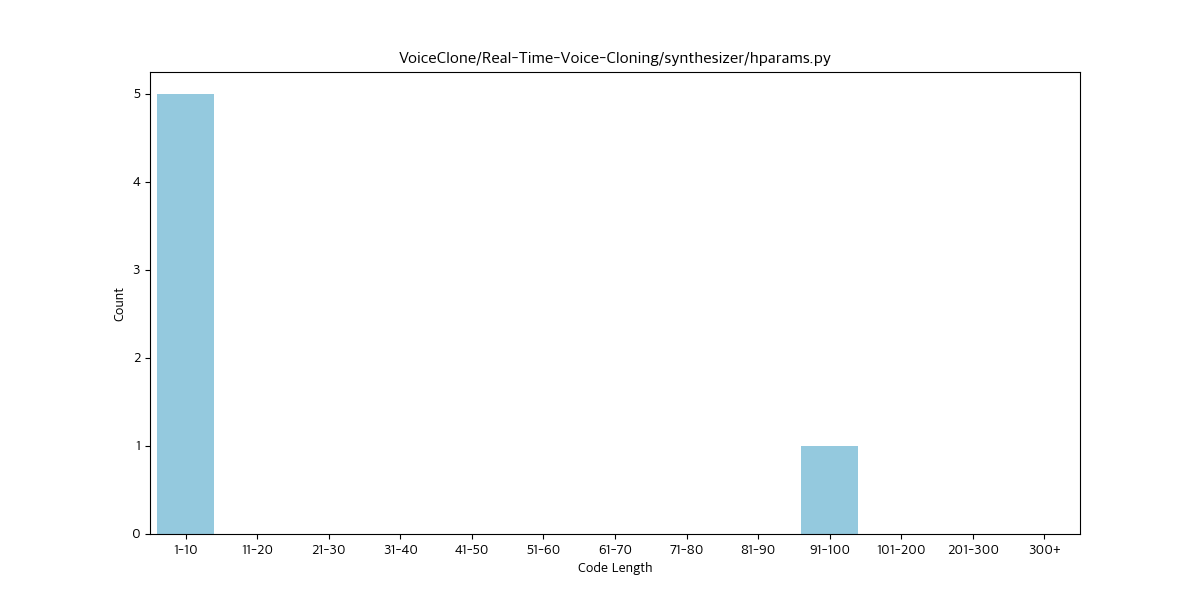 VoiceClone/Real-Time-Voice-Cloning/synthesizer/hparams.py
5
4
3
2
1
0
Count
1-10 11-20 21-30 31-40 41-50 51-60 61-70 71-80 81-90 91-100 101-200 201-300 300+
Code Length